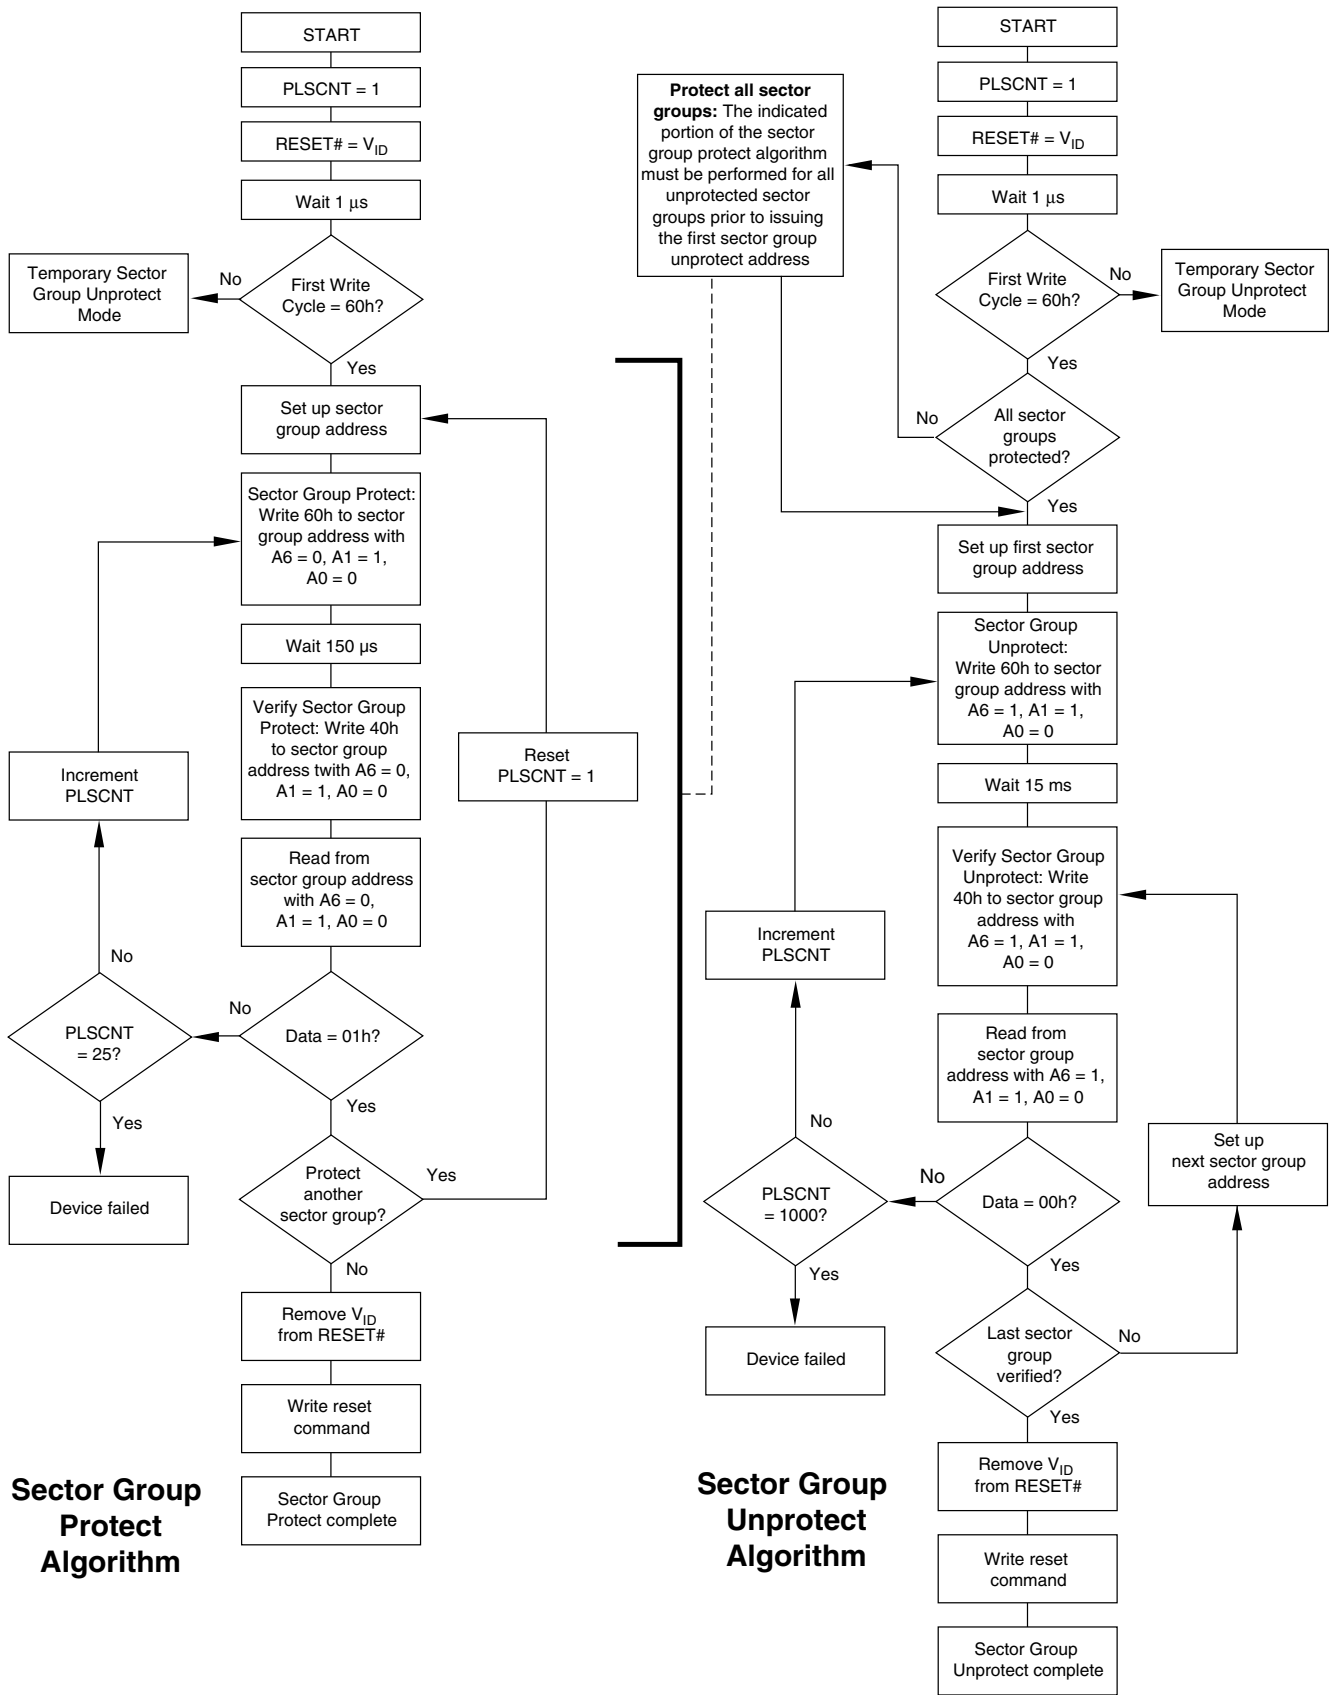 START
PLSCNT = 1
RESET# = VID
Wait 1 μs
First Write
Cycle = 60h?
No
Temporary Sector
Group Unprotect
Mode
Yes
Set up sector
group address
Sector Group Protect:
Write 60h to sector
group address with
A6 = 0, A1 = 1,
A0 = 0
Wait 150 μs
Verify Sector Group
Protect: Write 40h
to sector group
address twith A6 = 0,
A1 = 1, A0 = 0
Increment
PLSCNT
Reset
PLSCNT = 1
Read from
sector group address
with A6 = 0,
A1 = 1, A0 = 0
No
PLSCNT
= 25?
No
Data = 01h?
Yes
Yes
Device failed
Protect
another
sector group?
Yes
No
Remove VID
from RESET#
Write reset
command
Sector Group
Protect complete
Sector Group
Protect
Algorithm
START
PLSCNT = 1
RESET# = VID
Wait 1 μs
Protect all sector
groups: The indicated
portion of the sector
group protect algorithm
must be performed for all
unprotected sector
groups prior to issuing
the first sector group
unprotect address
First Write
Cycle = 60h?
No
Temporary Sector
Group Unprotect
Mode
Yes
All sector
groups
protected?
No
Yes
Set up first sector
group address
Sector Group
Unprotect:
Write 60h to sector
group address with
A6 = 1, A1 = 1,
A0 = 0
Wait 15 ms
Verify Sector Group
Unprotect: Write
40h to sector group
address with
A6 = 1, A1 = 1,
A0 = 0
Increment
PLSCNT
Read from
sector group
address with A6 = 1,
A1 = 1, A0 = 0
No
PLSCNT
= 1000?
No
Data = 00h?
Set up
next sector group
address
Yes
Yes
Device failed
Last sector
group
verified?
No
Yes
Remove VID
from RESET#
Write reset
command
Sector Group
Unprotect complete
Sector Group
Unprotect
Algorithm